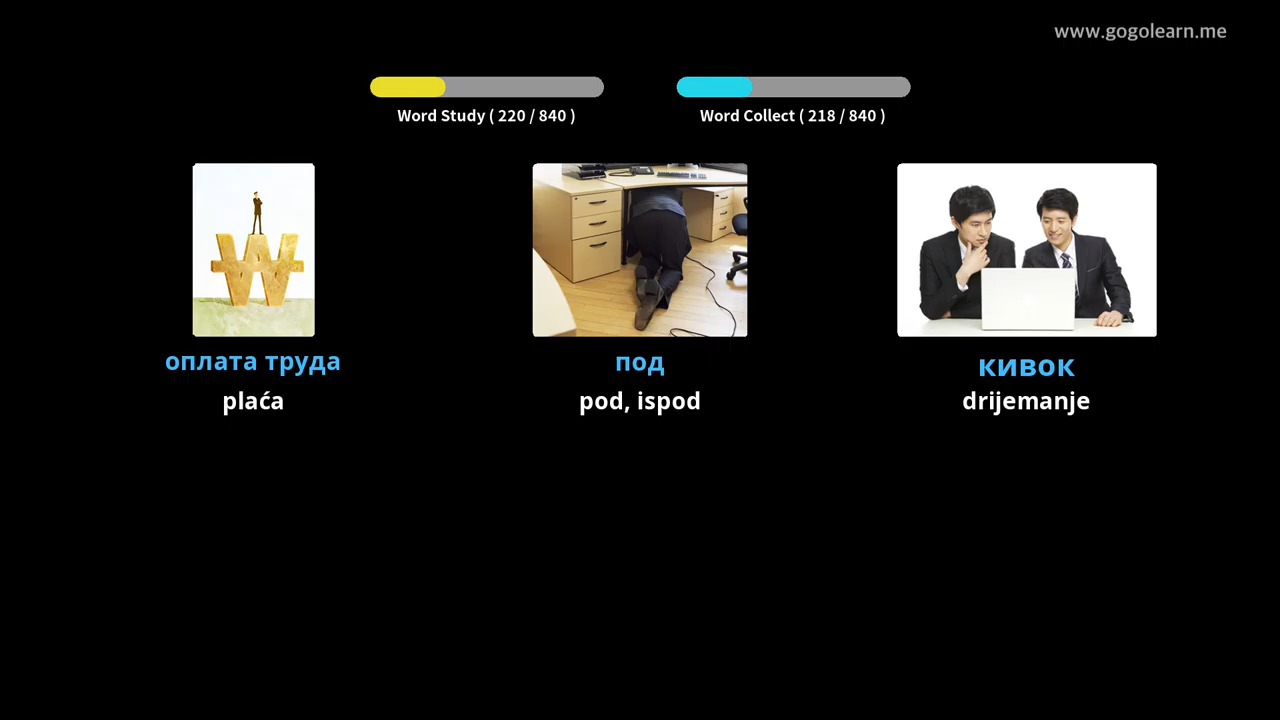 www.gogolearn.me
Word Study ( 220 / 840 )
Word Collect ( 218 / 840 )
оплата труда
plaća
под
pod, ispod
кивок
drijemanje